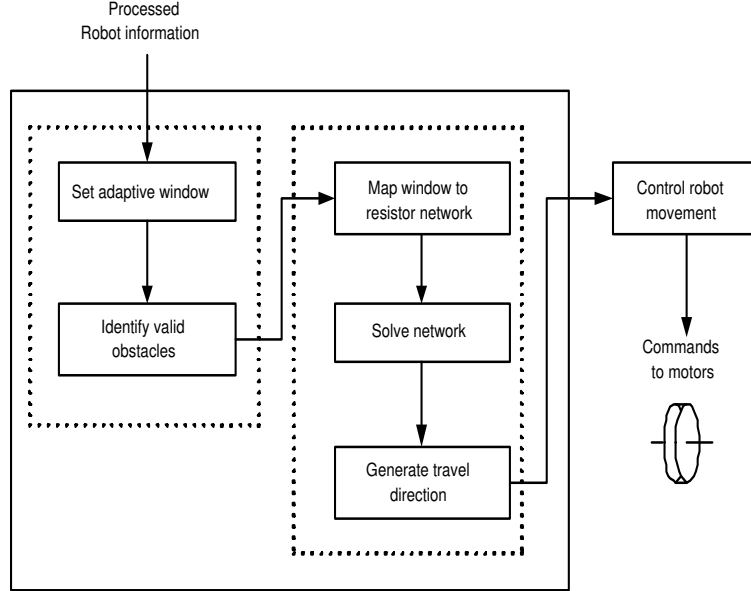 Processed
Robot information
Set adaptive window
Identify valid
obstacles
Map window to
resistor network
Solve network
Generate travel
direction
Control robot
movement
Commands
to motors